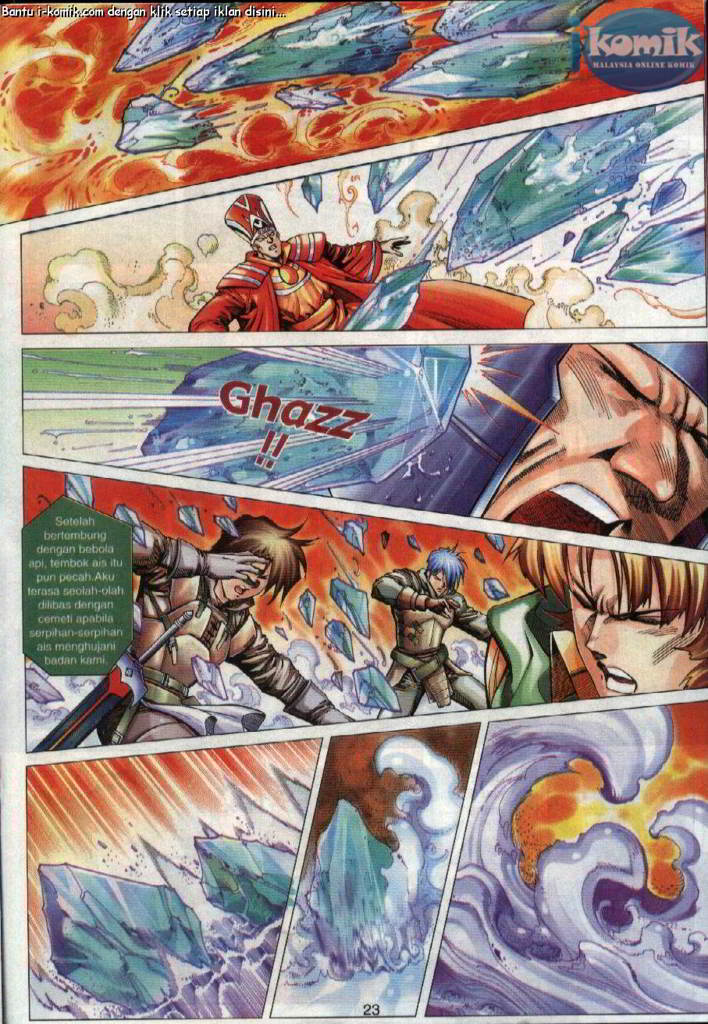 Bantu i-komik.com dengan klik setiap iklan disini...
i komik
MALAYSIA ONLINE KOMIK
Ghazz
!!
Setelah
bertembung
dengan bebola
api, tembok ais itu
pun pecah.Aku
terasa seolah-olah
dilibas dengan
cemeti apabila
serpihan-serpihan
ais menghujani
badan kami.
23